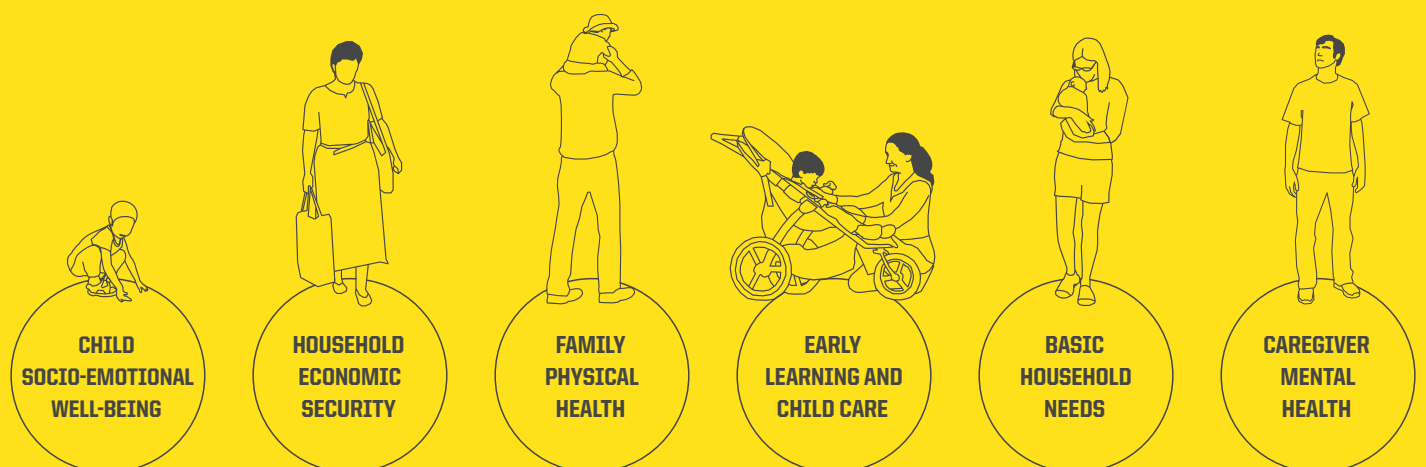 CHILD
SOCIO-EMOTIONAL
WELL-BEING
HOUSEHOLD
ECONOMIC
SECURITY
FAMILY
PHYSICAL
HEALTH
EARLY
LEARNING AND
CHILD CARE
BASIC
HOUSEHOLD
NEEDS
CAREGIVER
MENTAL
HEALTH